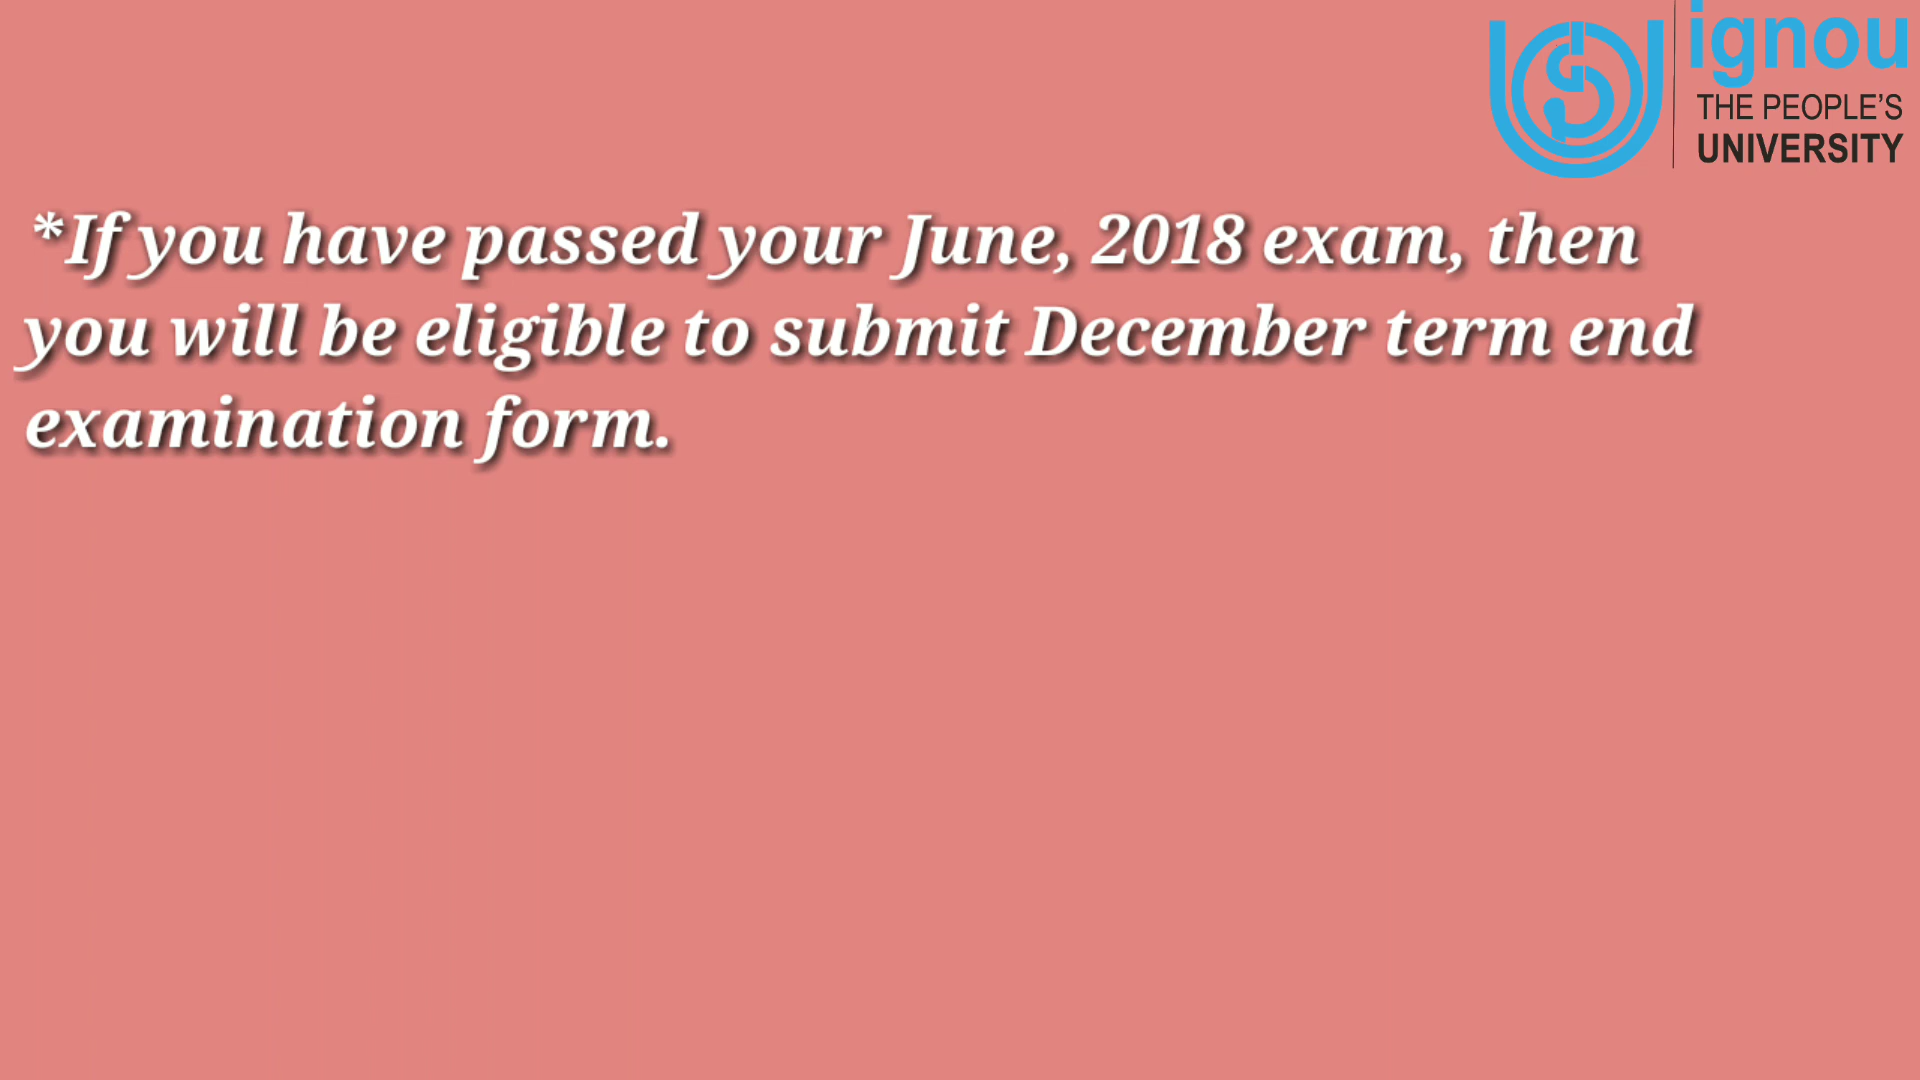 ignou
THE PEOPLE'S
UNIVERSITY
*If you have passed your June, 2018 exam, then
you will be eligible to submit December term end
examination form.